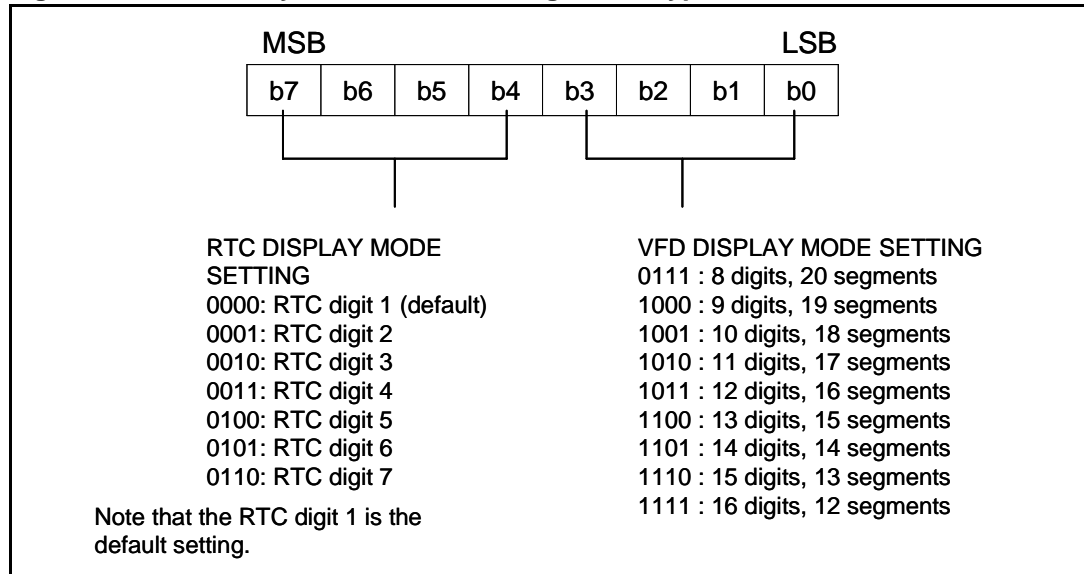 MSB LSB
b7 b6 b5 b4 b3 b2 b1 b0
RTC DISPLAY MODE
SETTING
0000: RTC digit 1 (default)
0001: RTC digit 2
0010: RTC digit 3
0011: RTC digit 4
0100: RTC digit 5
0101: RTC digit 6
0110: RTC digit 7
Note that the RTC digit 1 is the
default setting.
VFD DISPLAY MODE SETTING
0111 : 8 digits, 20 segments
1000 : 9 digits, 19 segments
1001 : 10 digits, 18 segments
1010 : 11 digits, 17 segments
1011 : 12 digits, 16 segments
1100 : 13 digits, 15 segments
1101 : 14 digits, 14 segments
1110 : 15 digits, 13 segments
1111 : 16 digits, 12 segments